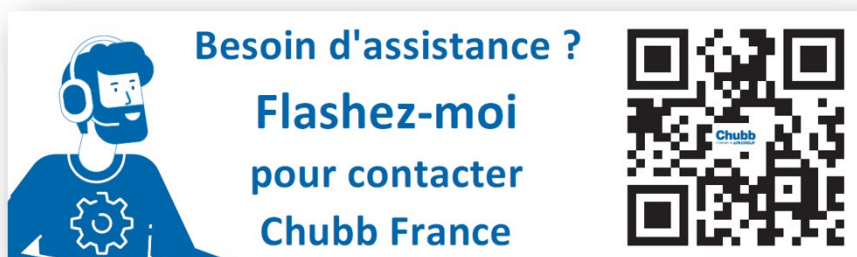 Besoin d'assistance ?
Flashez-moi
pour contacter
Chubb France
Chubb